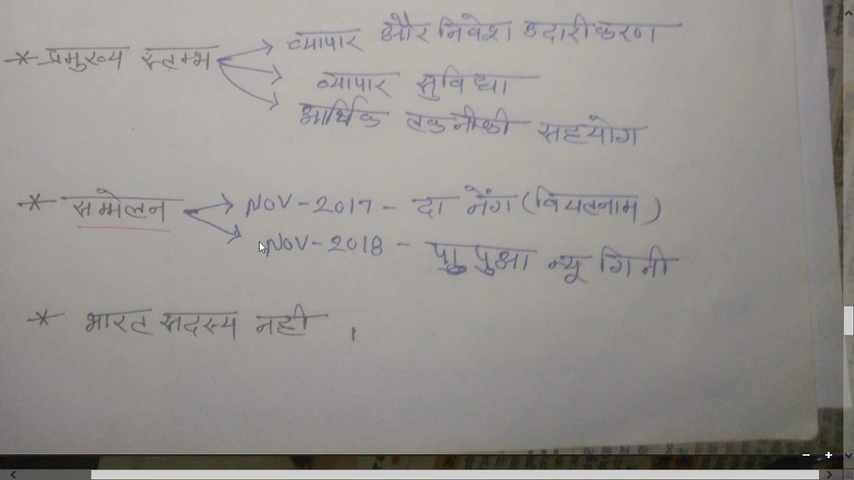 व्यापार और निवेश उदारीकरण
* प्रमुख्य स्तम्भ
व्यापार सुविधा
आर्थिक तकनीकी सहयोग
* सम्मेलन NOV-2017 - दा नेंग (वियतनाम)
NOV-2018 - पापुआ न्यू गिनी
* भारत सदस्य नही ।